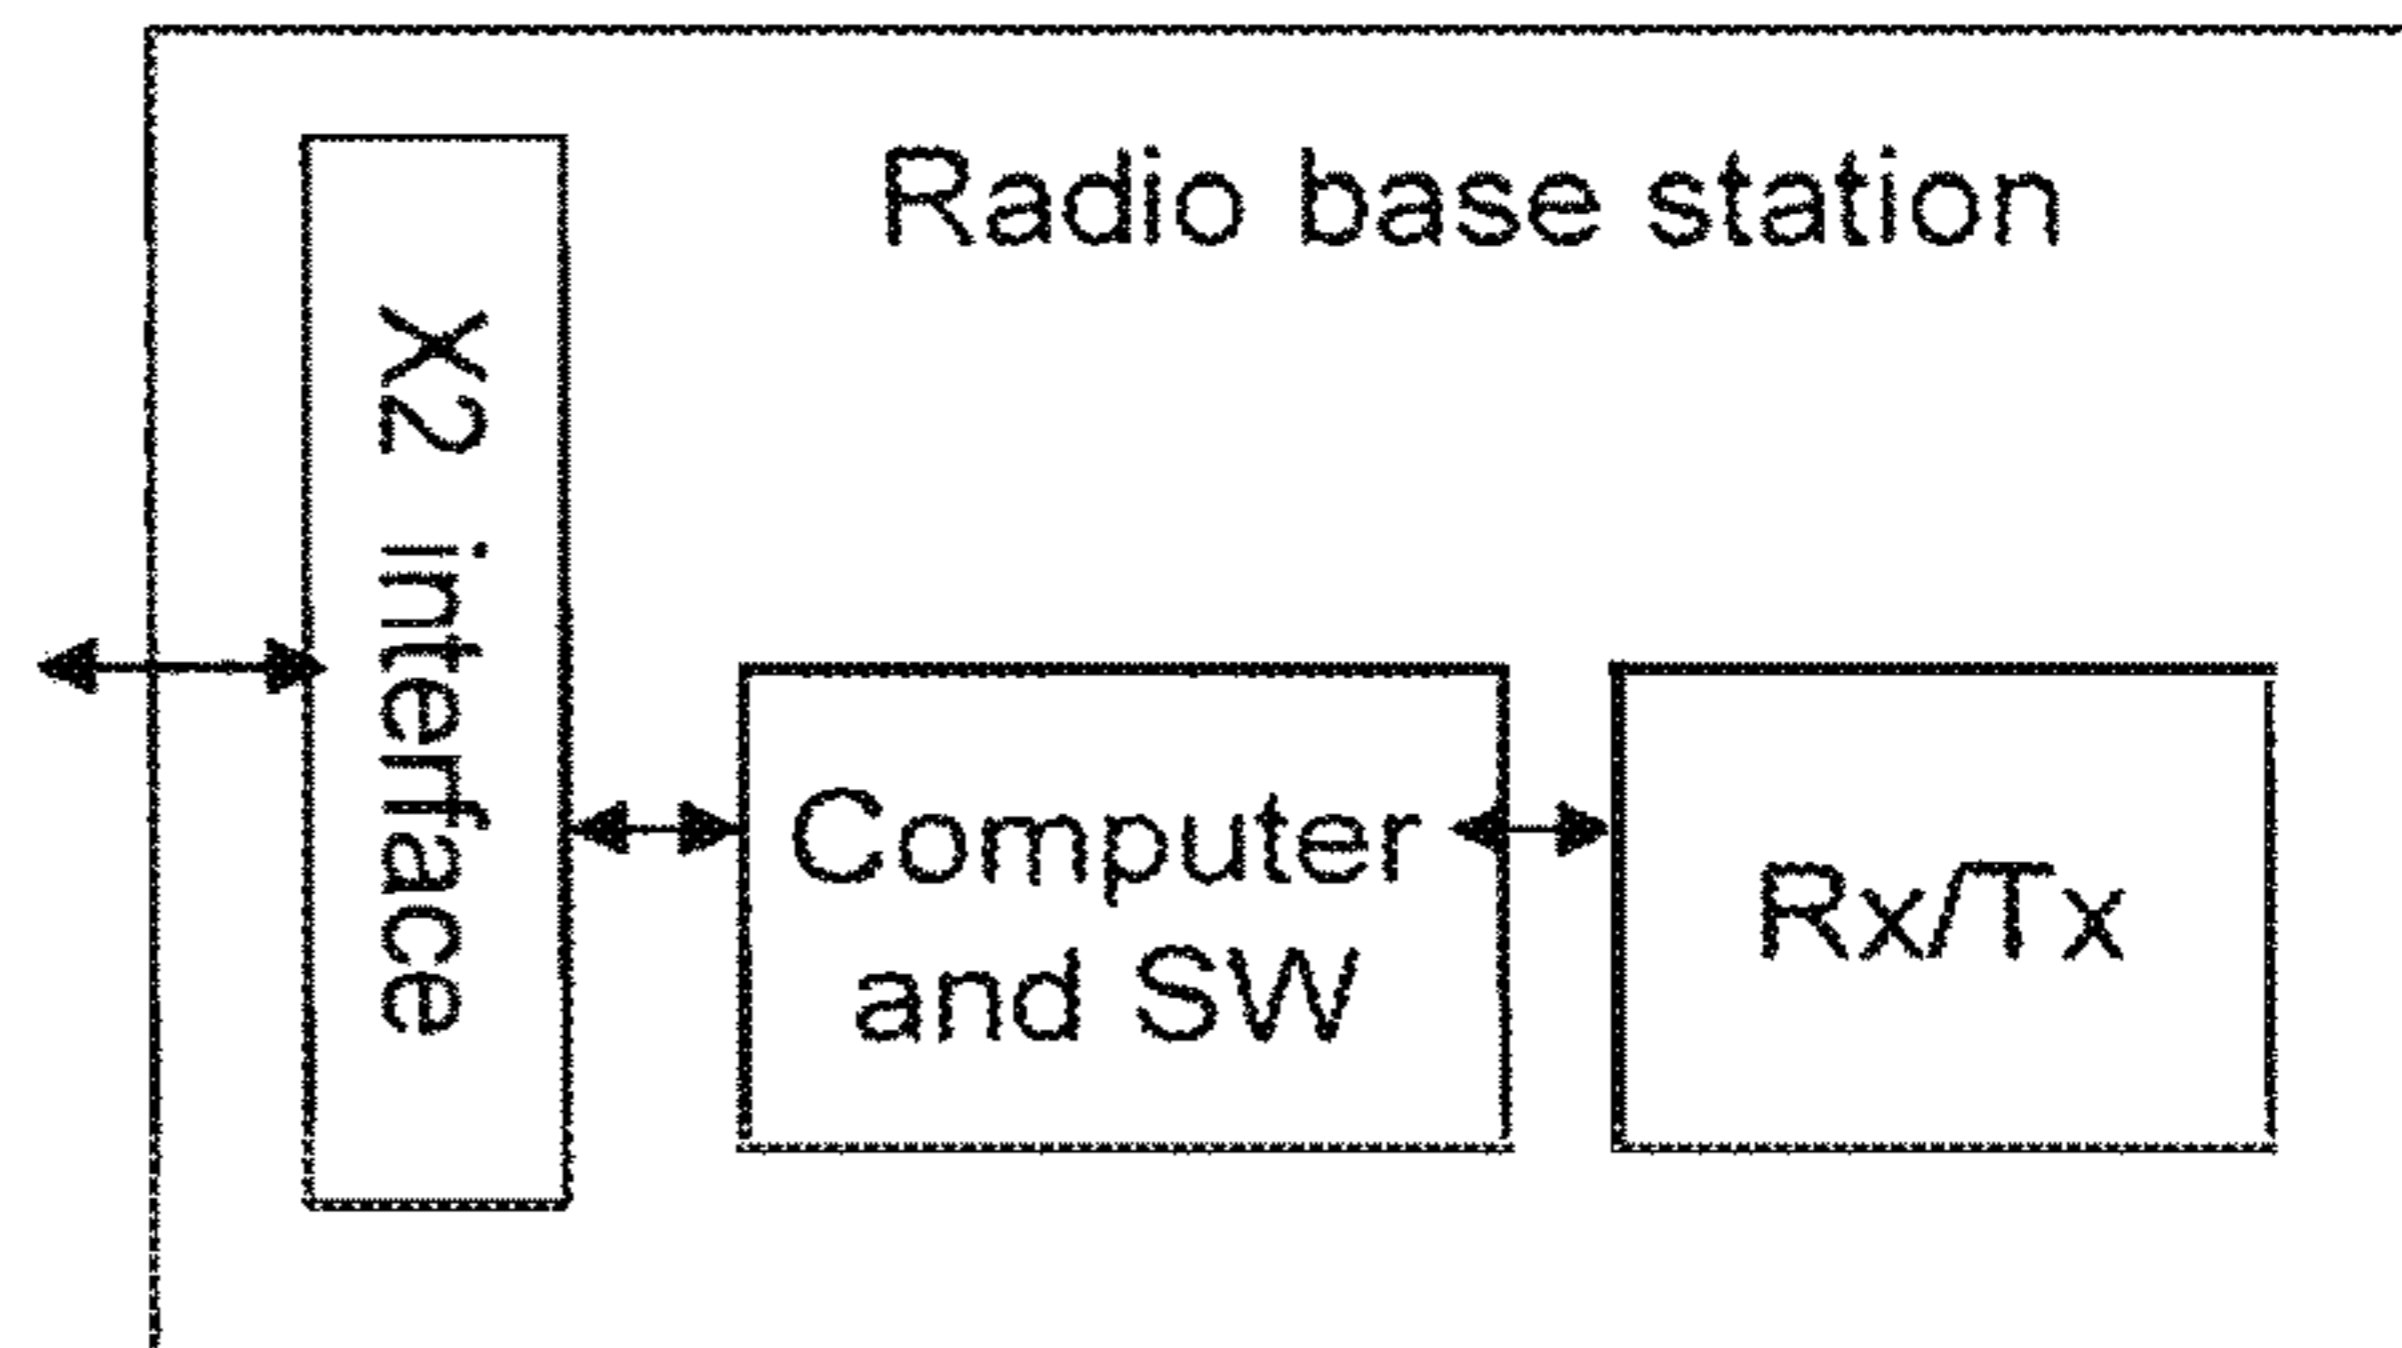 Radio base station
X2 interface
Computer
and SW
Rx/Tx